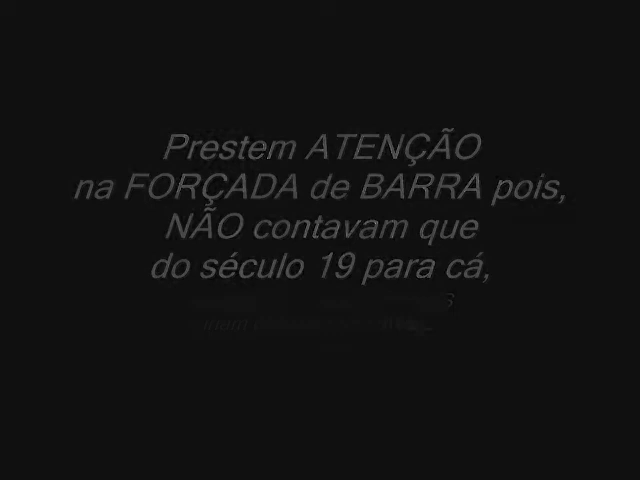 Prestem ATENÇÃO
na FORÇADA de BARRA pois,
NÃO contavam que
do século 19 para cá,